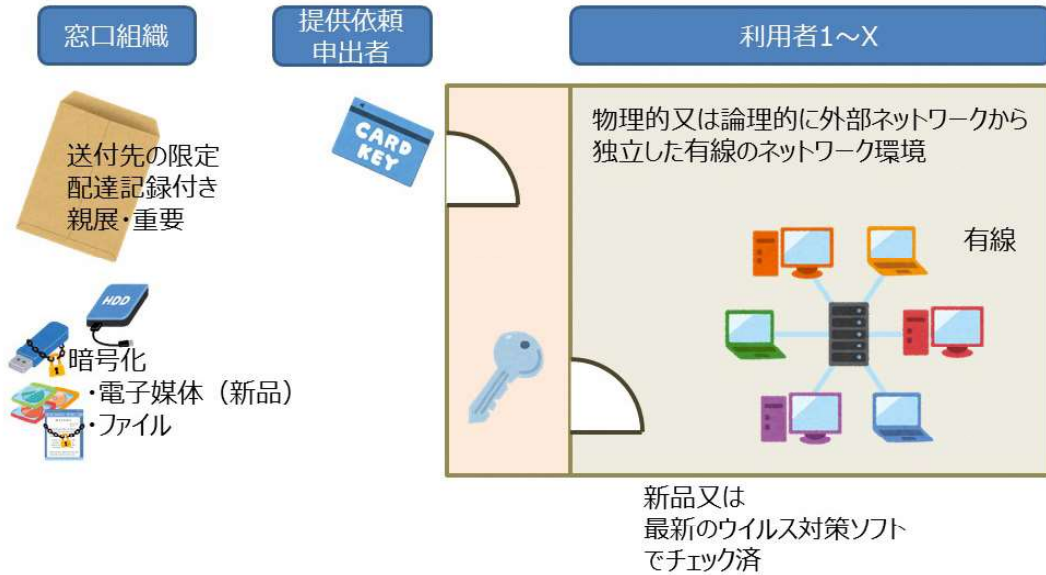 窓口組織
提供依頼
申出者
利用者1～X
送付先の限定
配達記録付き
親展・重要
CARD
KEY
物理的又は論理的に外部ネットワークから
独立した有線のネットワーク環境
有線
HDD
暗号化
・電子媒体（新品）
・ファイル
新品又は
最新のウイルス対策ソフト
でチェック済